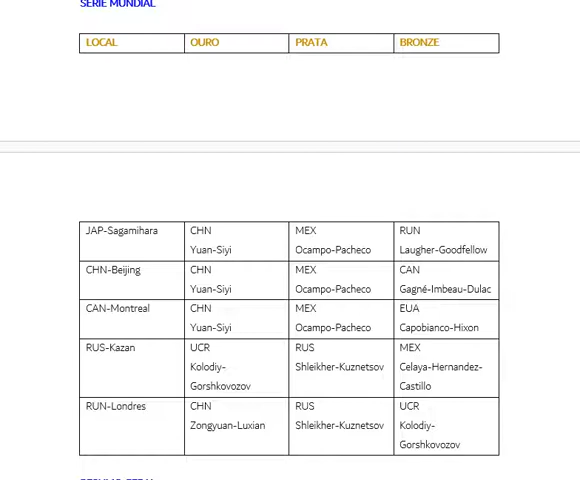 SÉRIE MUNDIAL
LOCAL OURO PRATA BRONZE
JAP-Sagamihara CHN MEX RUN
Yuan-Siyi Ocampo-Pacheco Laugher-Goodfellow
CHN-Beijing CHN MEX CAN
Yuan-Siyi Ocampo-Pacheco Gagné-Imbeau-Dulac
CAN-Montreal CHN MEX EUA
Yuan-Siyi Ocampo-Pacheco Capobianco-Hixon
RUS-Kazan UCR RUS MEX
Kolodiy- Shleikher-Kuznetsov Celaya-Hernandez-
Gorshkovozov Castillo
RUN-Londres CHN RUS UCR
Zongyuan-Luxian Shleikher-Kuznetsov Kolodiy-
Gorshkovozov